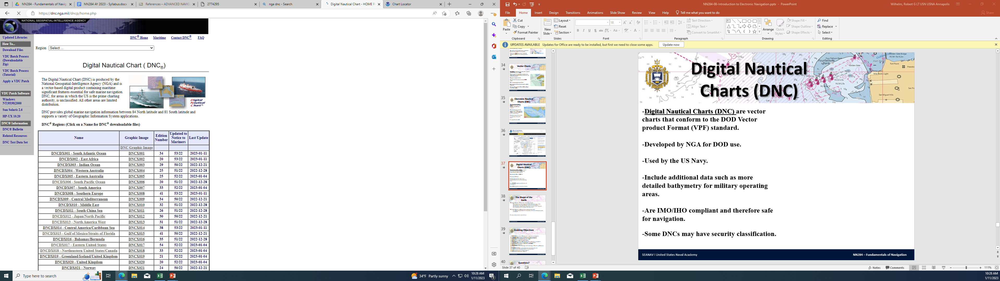 NN284 - Fundamentals of Navig
NN284 AY 2023 - Syllabus.docx
References – ADVANCED NAVIG
2774295
nga dnc - Search
Digital Nautical Chart - HOME P
Chart Locator
https://dnc.nga.mil/dncp/home.php
NATIONAL GEOSPATIAL-INTELLIGENCE AGENCY
Updated Libraries
How To...
Download Files
VDU Batch Process
(Downloadable
Zip)
VDU Batch Process
(Tutorial)
Apply a VDU Patch
VDU Patch Software
Windows
NT|95|98|2000
Sun Solaris 2.6
HP-UX 10.20
DNC® Information
DNC® Bulletin
Related Resources
DNC Test Data Set
DNC® Home Maritime Contact DNC® FAQ
Region Select ...
Digital Nautical Chart ( DNC®)
The Digital Nautical Chart (DNC) is produced by the
National Geospatial-Intelligence Agency (NGA) and is
a vector-based digital product containing maritime
significant features essential for safe marine navigation.
DNC, for areas in which the US is the prime charting
authority, is unclassified. All other areas are limited
distribution.
Digital
Nautical
Chart®
DNC provides global marine navigation information between 84 North latitude and 81 South latitude and
supports a variety of Geographic Information System applications.
DNC® Regions (Click on a Name for DNC® downloadable files)
Name Graphic Image Edition Number Updated to Notice to Mariners Last Update
DNC Graphic Image
DNCDX001 - South Atlantic Ocean DNCX001 34 53/22 2023-01-11
DNCDX002 - East Africa DNCX002 20 53/22 2023-01-11
DNCDX003 - Indian Ocean DNCX003 29 50/22 2022-12-21
DNCDX004 - Western Australia DNCX004 25 51/22 2022-12-28
DNCDX005 - Eastern Australia DNCX005 25 52/22 2023-01-04
DNCDX006 - South Pacific Ocean DNCX006 20 51/22 2022-12-28
DNCDX007 - South America DNCX007 33 52/22 2023-01-04
DNCDX008 - Southern Europe DNCX008 41 53/22 2023-01-11
DNCDX009 - Central Mediterranean DNCX009 34 50/22 2022-12-21
DNCDX010 - Middle East DNCX010 32 51/22 2022-12-28
DNCDX011 - South China Sea DNCX011 26 51/22 2022-12-28
DNCDX012 - Japan/North Pacific DNCX012 30 50/22 2022-12-21
DNCDX013 - North America West DNCX013 31 51/22 2022-12-28
DNCDX014 - Central America/Caribbean Sea DNCX014 38 53/22 2023-01-11
DNCDX015 - Gulf of Mexico/Straits of Florida DNCX015 41 50/22 2022-12-21
DNCDX016 - Bahamas/Bermuda DNCX016 35 51/22 2022-12-28
DNCDX017 - Eastern United States DNCX017 54 52/22 2023-01-04
DNCDX018 - Northeastern United States/Canada DNCX018 33 52/22 2023-01-04
DNCDX019 - Greenland/Iceland/United Kingdom DNCX019 21 52/22 2023-01-04
DNCDX020 - United Kingdom DNCX020 20 52/22 2023-01-04
DNCDX021 - Norway DNCX021 24 50/22 2022-12-21
Type here to search
34°F Partly sunny
10:28 AM
1/11/2023
NN284-08-Introduction to Electronic Navigation.pptx - PowerPoint
Wilhelm, Robert G LT USN USNA Annapolis
File Home Insert Design Transitions Animations Slide Show Review View Help Tell me what you want to do Share
Paste
Cut
Copy
Format Painter
Clipboard
New
Slide
Layout
Reset
Section
Slides
18
Font
Text Direction
Align Text
Convert to SmartArt
Paragraph
Arrange
Quick
Styles
Shape Fill
Shape Outline
Shape Effects
Drawing
Find
Replace
Select
Editing
UPDATES AVAILABLE Updates for Office are ready to be installed, but first we need to close some apps. Update now
34
Vector Charts
35
Electronic Nautical
Charts (ENC)
36
37
Digital Nautical
Charts (DNC)
38
The Shape of the
Earth
39
Enabling Objectives
40
Questions?
Digital Nautical
Charts (DNC)
-Digital Nautical Charts (DNC) are vector
charts that conform to the DOD Vector
product Format (VPF) standard.
-Developed by NGA for DOD use.
-Used by the US Navy.
-Include additional data such as more
detailed bathymetry for military operating
areas.
-Are IMO/IHO compliant and therefore safe
for navigation.
-Some DNCs may have security classification.
SEANAV I United States Naval Academy
NN284 – Fundamentals of Navigation
Slide 37 of 40
Notes Comments 111%
10:28 AM
1/11/2023